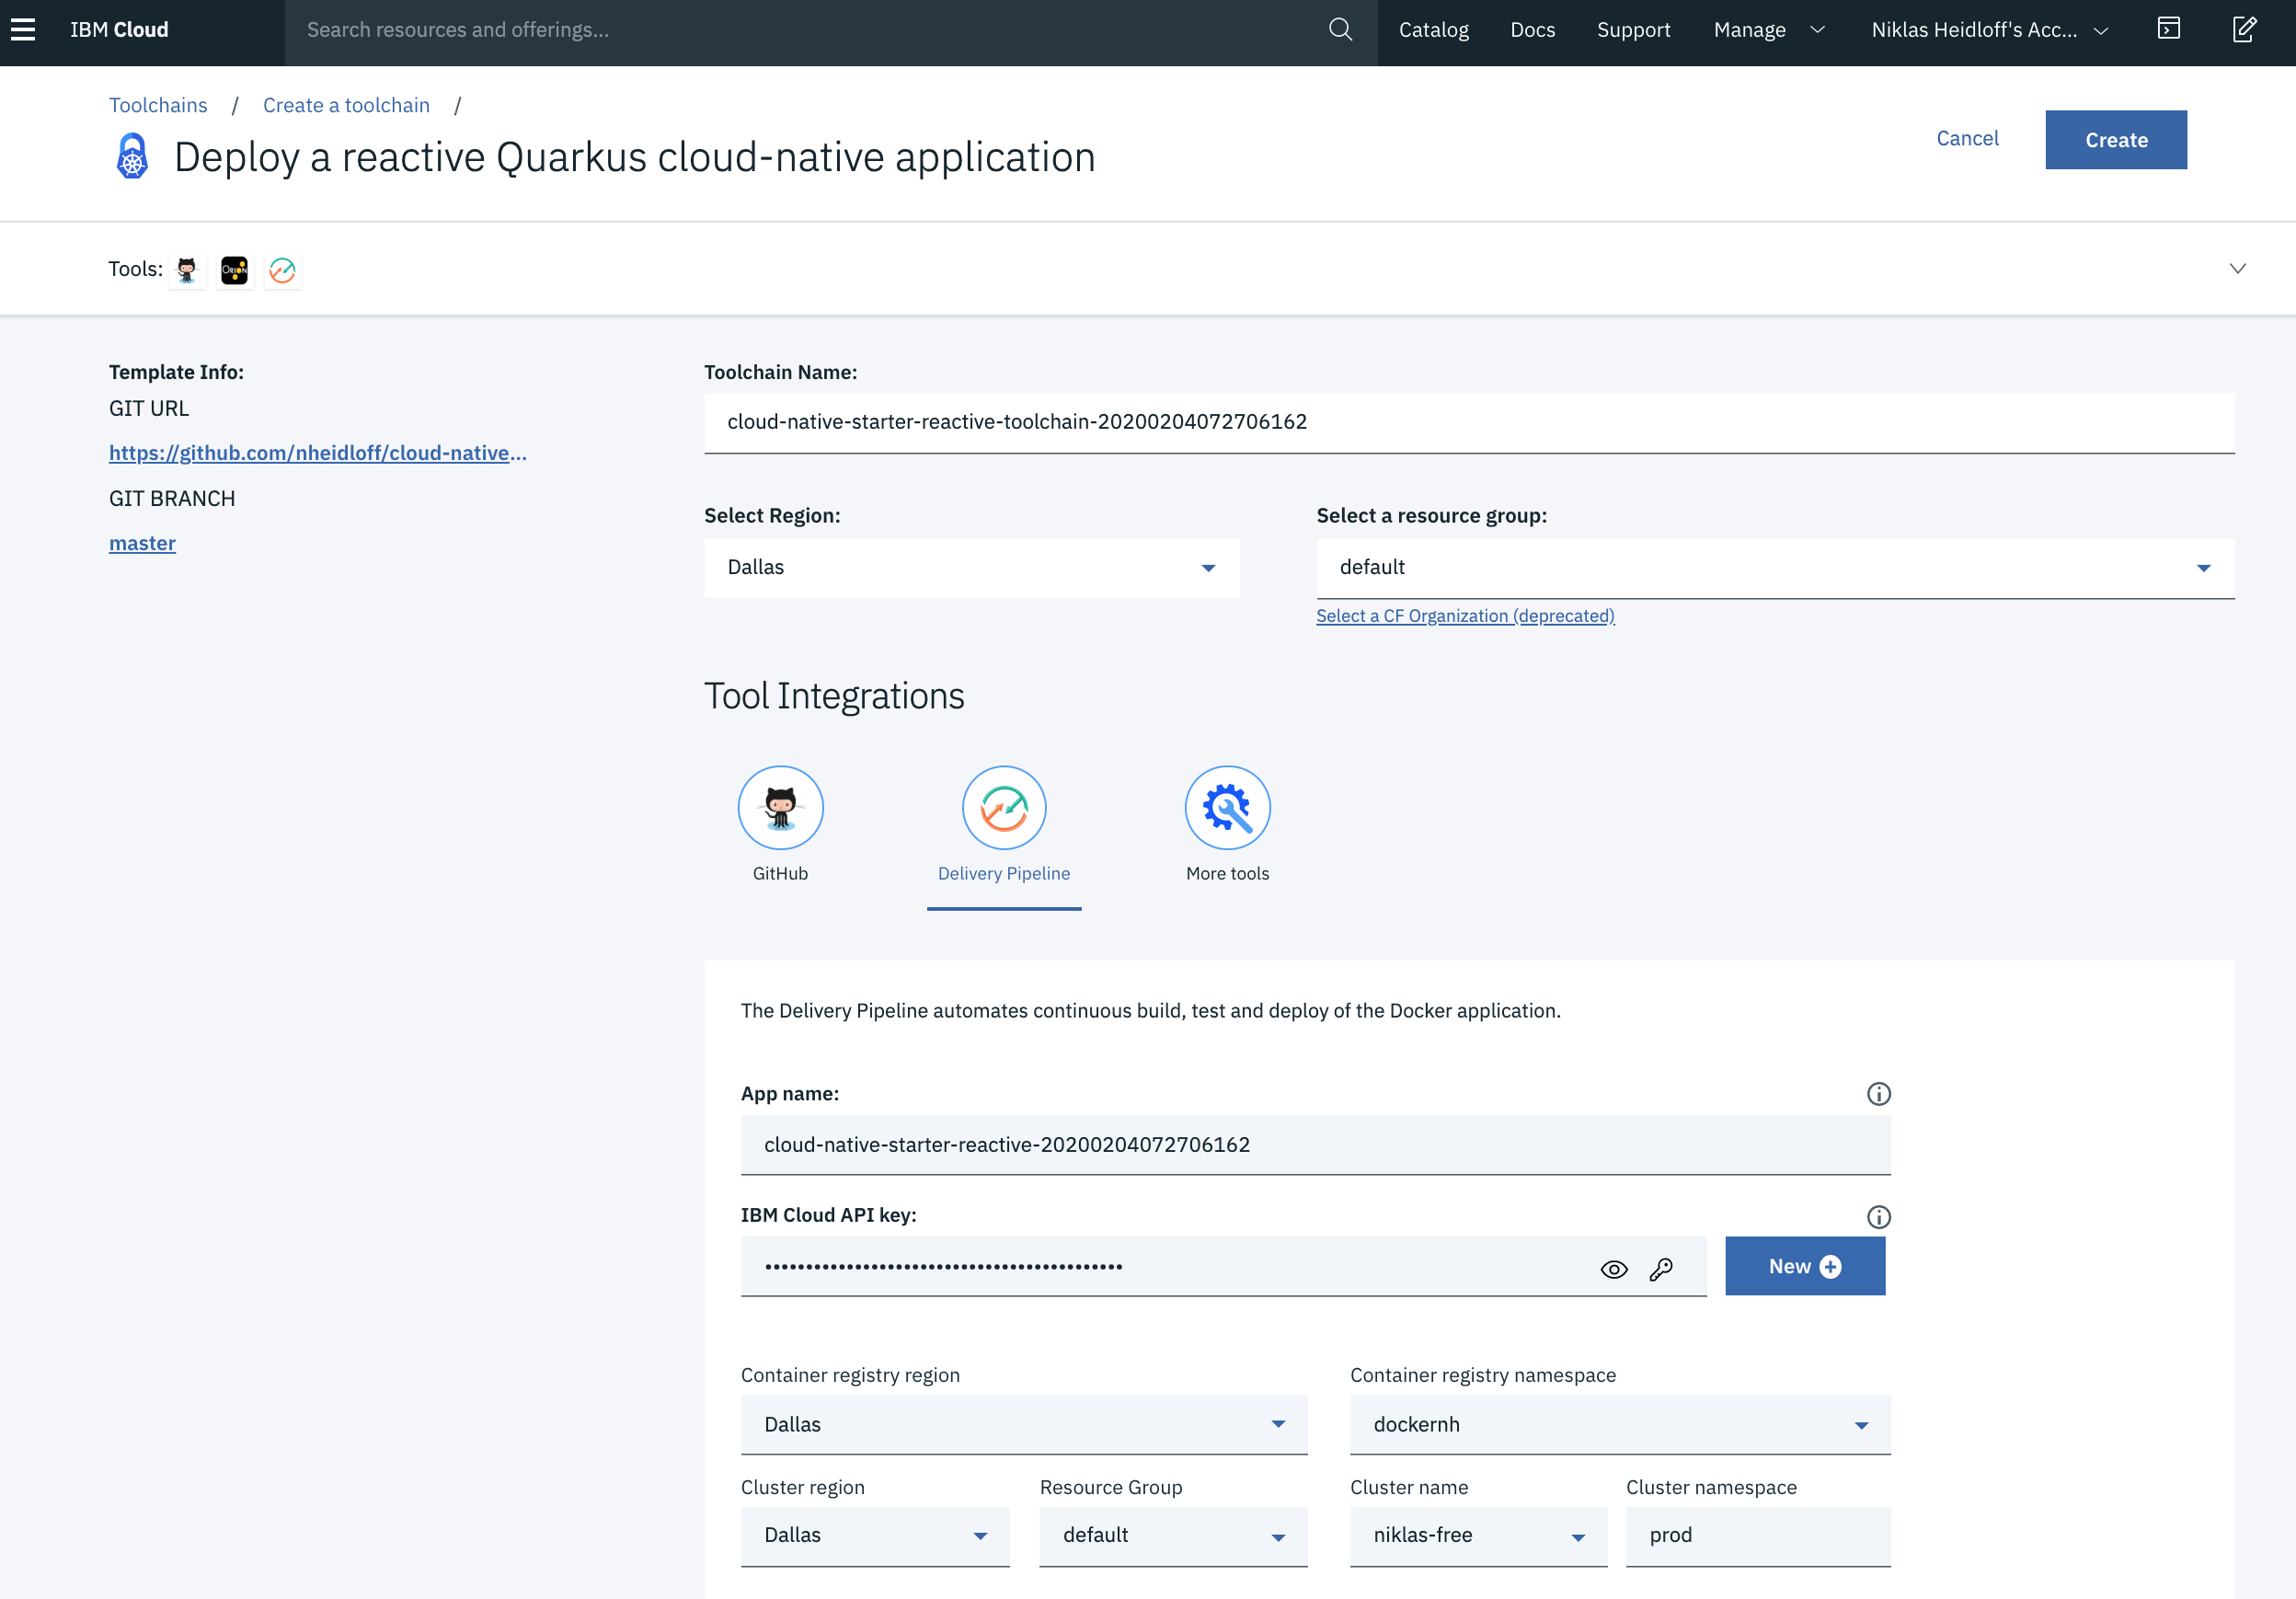 IBM Cloud
Search resources and offerings...
Catalog
Docs
Support
Manage
Niklas Heidloff's Acc...
Toolchains / Create a toolchain /
Deploy a reactive Quarkus cloud-native application
Cancel
Create
Tools:
ORION
Template Info:
GIT URL
https://github.com/nheidloff/cloud-native...
GIT BRANCH
master
Toolchain Name:
cloud-native-starter-reactive-toolchain-20200204072706162
Select Region:
Dallas
Select a resource group:
default
Select a CF Organization (deprecated)
Tool Integrations
GitHub
Delivery Pipeline
More tools
The Delivery Pipeline automates continuous build, test and deploy of the Docker application.
App name:
cloud-native-starter-reactive-20200204072706162
IBM Cloud API key:
••••••••••••••••••••••••••••••••••••••••••••
New
Container registry region
Dallas
Container registry namespace
dockernh
Cluster region
Dallas
Resource Group
default
Cluster name
niklas-free
Cluster namespace
prod